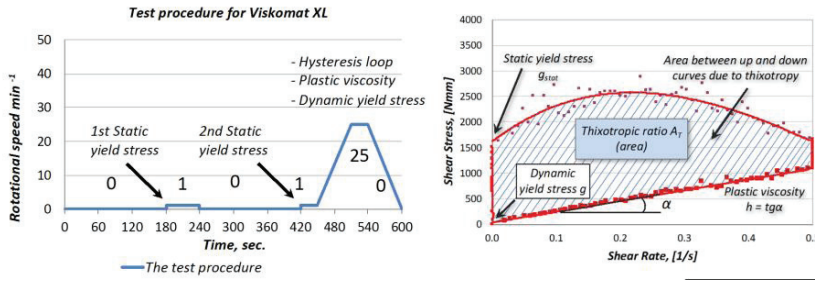 Test procedure for Viskomat XL
Rotational speed min⁻¹
50
40
30
20
10
0
- Hysteresis loop
- Plastic viscosity
- Dynamic yield stress
1st Static
yield stress
2nd Static
yield stress
0
1
0
1
25
0
0 60 120 180 240 300 360 420 480 540 600
Time, sec.
The test procedure
Shear Stress, [Nmm]
4000
3500
3000
2500
2000
1500
1000
500
0
Static yield stress
gstat
Area between up and down
curves due to thixotropy
Thixotropic ratio AT
(area)
Dynamic
yield stress g
α
Plastic viscosity
h = tgα
0.0 0.1 0.2 0.3 0.4
Shear Rate, [1/s]